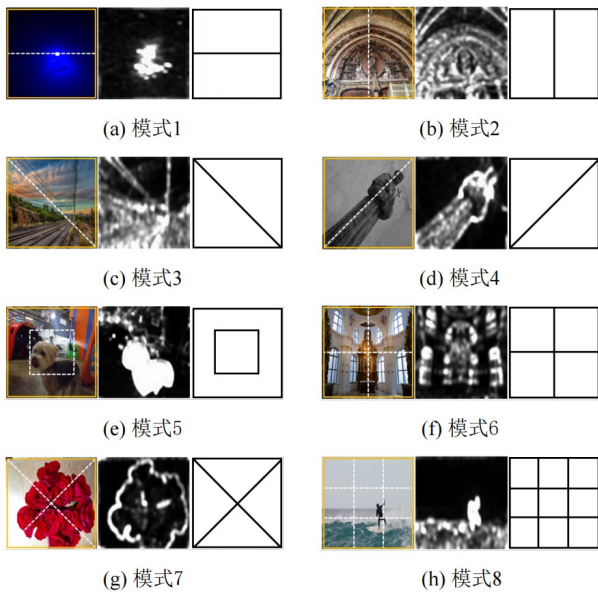 (a) 模式1
(b) 模式2
(c) 模式3
(d) 模式4
(e) 模式5
(f) 模式6
(g) 模式7
(h) 模式8